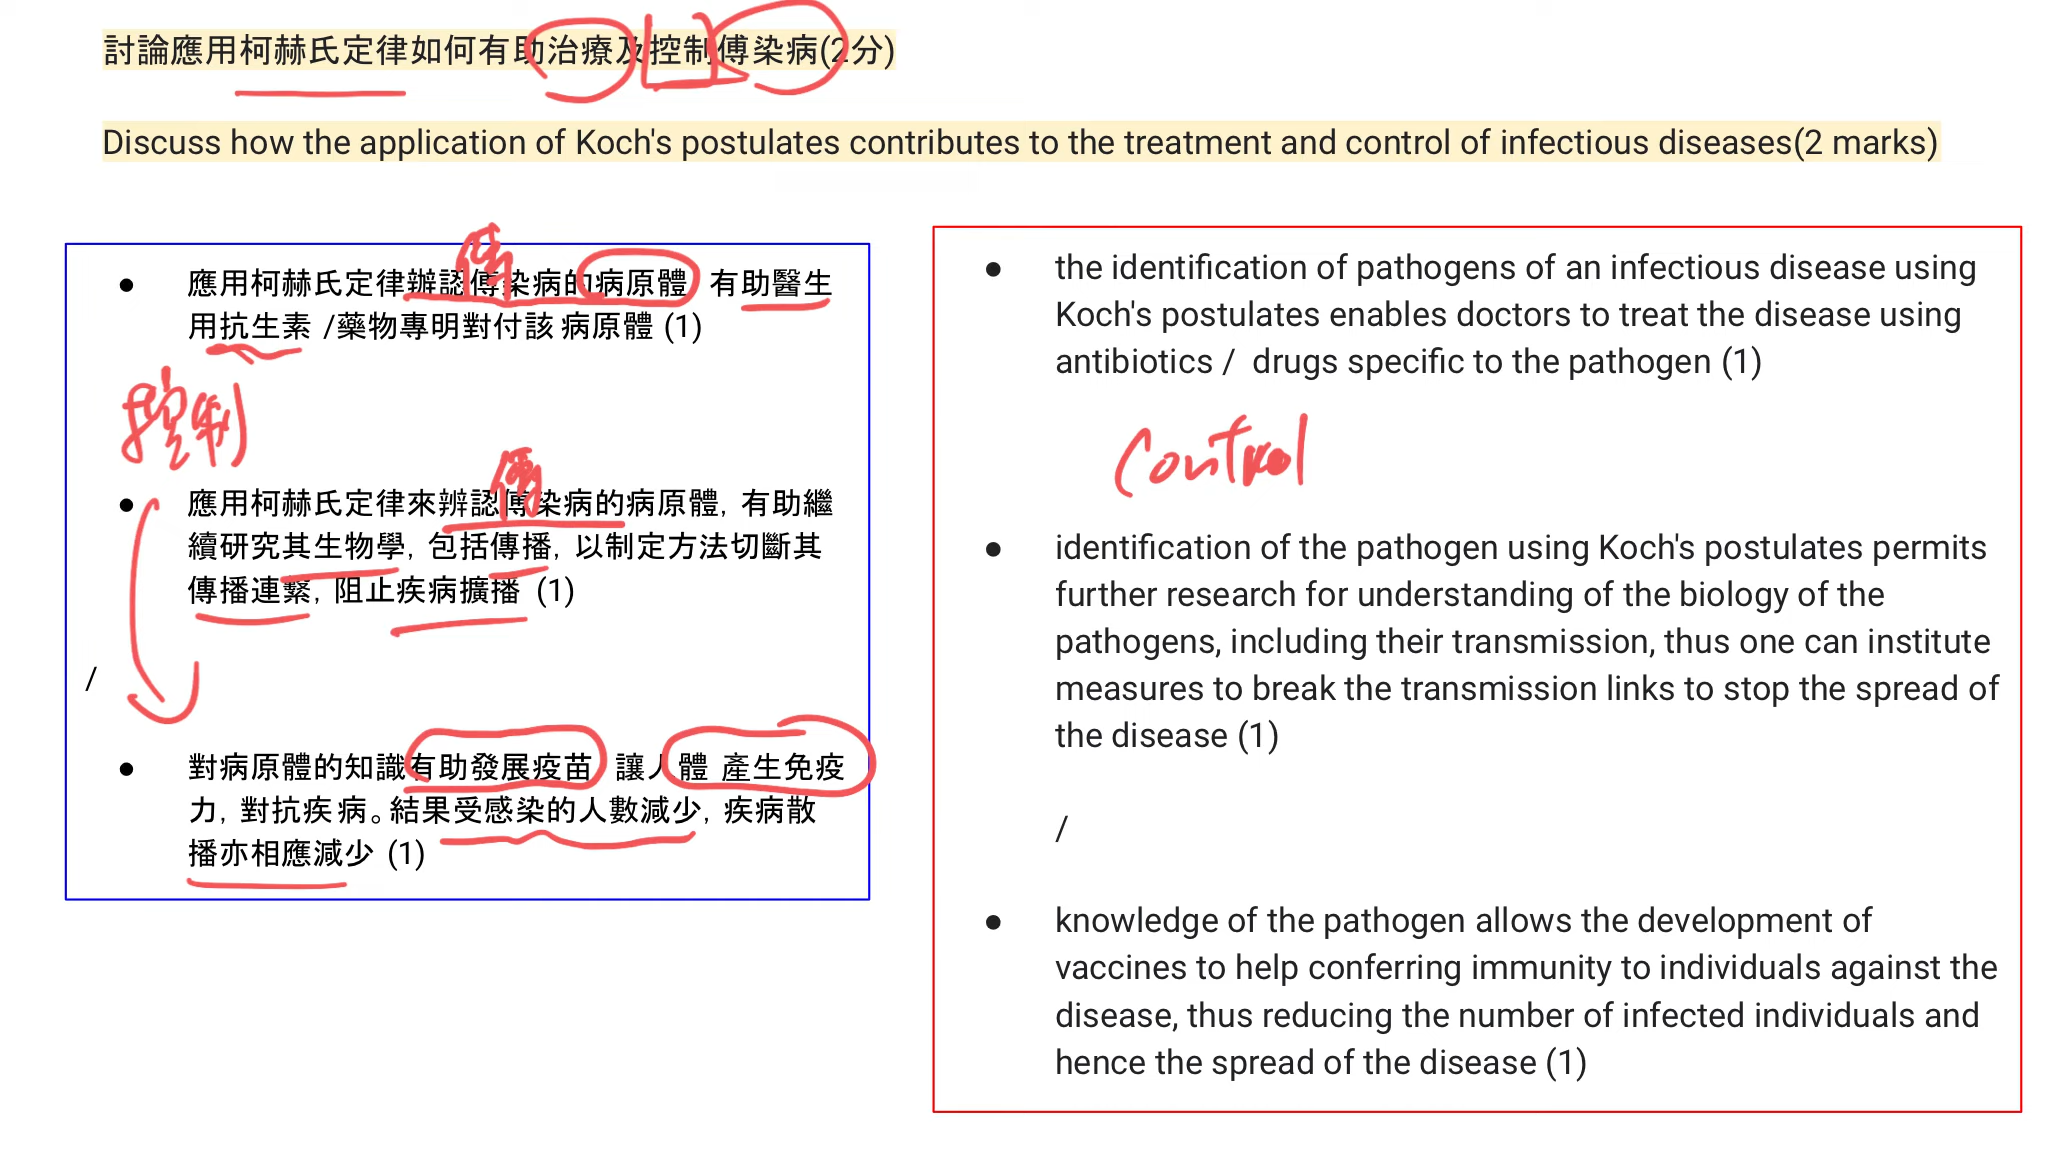 討論應用柯赫氏定律如何有助治療及控制傅染病(2分)
Discuss how the application of Koch's postulates contributes to the treatment and control of infectious diseases(2 marks)
傳
● 應用柯赫氏定律辦認傅染病的病原體 有助醫生
用抗生素 /藥物專明對付該 病原體 (1)
控制
傳
● 應用柯赫氏定律來辨認傅染病的病原體, 有助繼
續研究其生物學, 包括傳播, 以制定方法切斷其
傳播連繫, 阻止疾病擴播 (1)
/
● 對病原體的知識有助發展疫苗 讓人體 產生免疫
力, 對抗疾病。結果受感染的人數減少, 疾病散
播亦相應減少 (1)
● the identification of pathogens of an infectious disease using
Koch's postulates enables doctors to treat the disease using
antibiotics / drugs specific to the pathogen (1)
Control
● identification of the pathogen using Koch's postulates permits
further research for understanding of the biology of the
pathogens, including their transmission, thus one can institute
measures to break the transmission links to stop the spread of
the disease (1)
/
● knowledge of the pathogen allows the development of
vaccines to help conferring immunity to individuals against the
disease, thus reducing the number of infected individuals and
hence the spread of the disease (1)